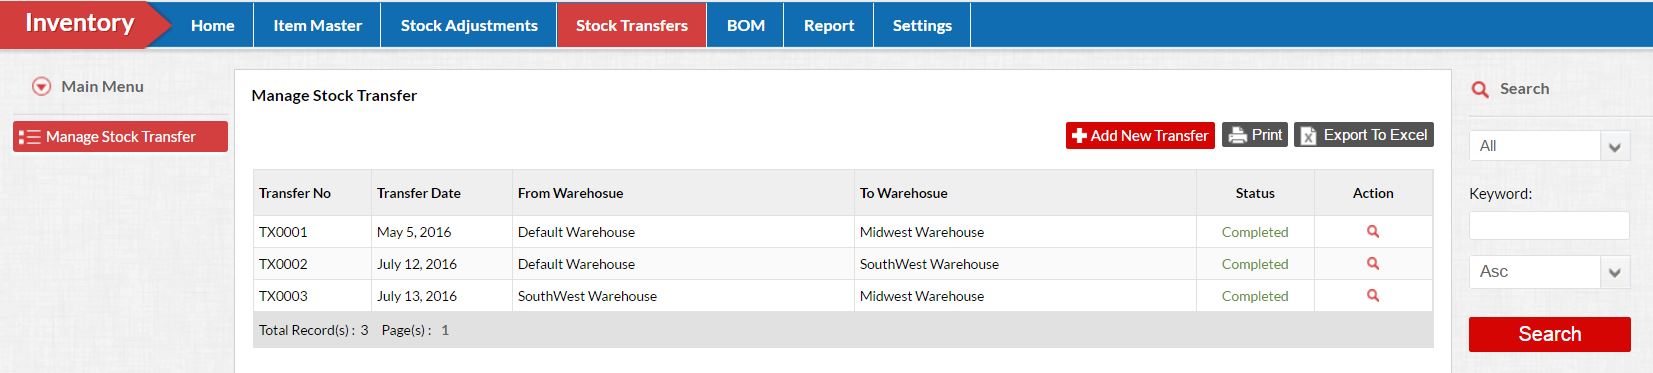 Inventory Home Item Master Stock Adjustments Stock Transfers BOM Report Settings
Main Menu
Manage Stock Transfer
Manage Stock Transfer
Add New Transfer Print Export To Excel
Transfer No Transfer Date From Warehosue To Warehosue Status Action
TX0001 May 5, 2016 Default Warehouse Midwest Warehouse Completed
TX0002 July 12, 2016 Default Warehouse SouthWest Warehouse Completed
TX0003 July 13, 2016 SouthWest Warehouse Midwest Warehouse Completed
Total Record(s) : 3 Page(s) : 1
Search
All
Keyword:
Asc
Search